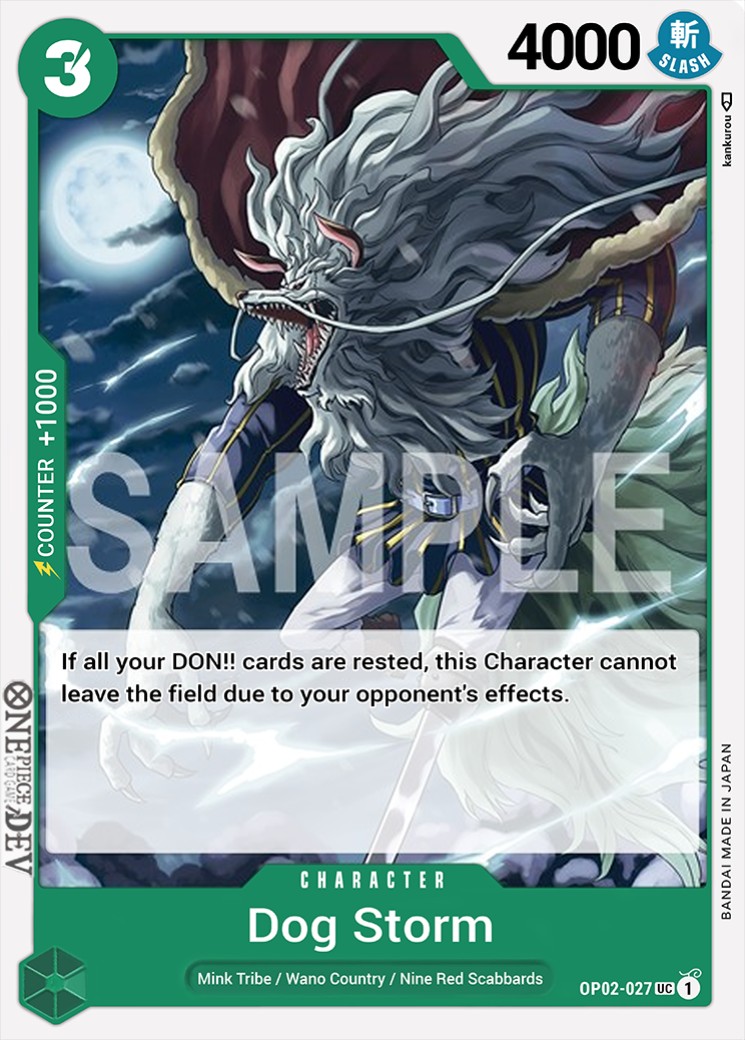 3
4000
斬
SLASH
kankurou
COUNTER +1000
SAMPLE
If all your DON!! cards are rested, this Character cannot
leave the field due to your opponent's effects.
ONE PIECE
CARD GAME
DEV
BANDAI MADE IN JAPAN
CHARACTER
Dog Storm
Mink Tribe / Wano Country / Nine Red Scabbards
OP02-027 UC 1